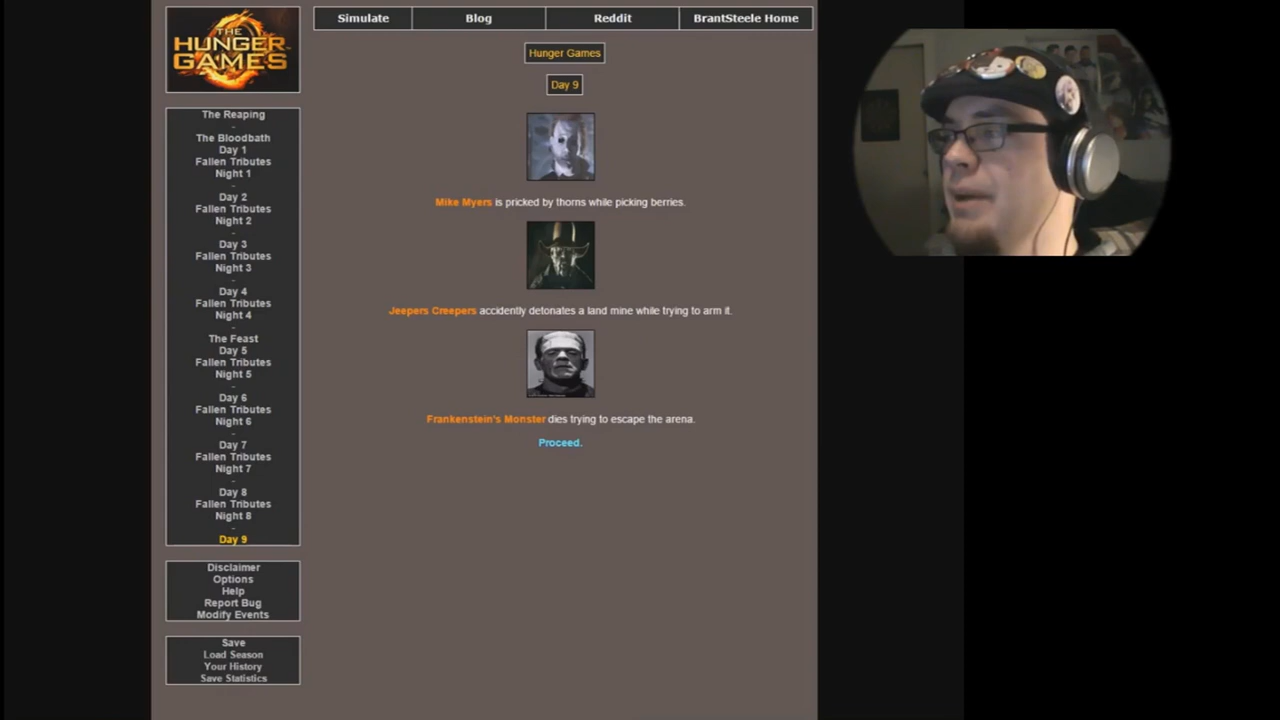 THE
HUNGER
GAMES
Simulate
Blog
Reddit
BrantSteele Home
Hunger Games
Day 9
Mike Myers is pricked by thorns while picking berries.
Jeepers Creepers accidently detonates a land mine while trying to arm it.
Frankenstein's Monster dies trying to escape the arena.
Proceed.
The Reaping
-
The Bloodbath
Day 1
Fallen Tributes
Night 1
-
Day 2
Fallen Tributes
Night 2
-
Day 3
Fallen Tributes
Night 3
-
Day 4
Fallen Tributes
Night 4
-
The Feast
Day 5
Fallen Tributes
Night 5
-
Day 6
Fallen Tributes
Night 6
-
Day 7
Fallen Tributes
Night 7
-
Day 8
Fallen Tributes
Night 8
-
Day 9
Disclaimer
Options
Help
Report Bug
Modify Events
Save
Load Season
Your History
Save Statistics